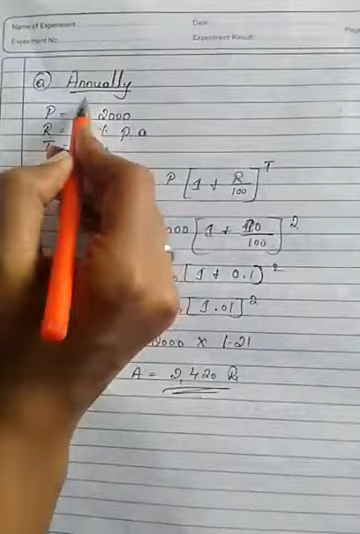 Name of Experiment
Date
Experiment No.
Experiment Result
Page
(a) Annually
P = 2000
R = % p.a
T =
P [1 + R/100]^T
000 [1 + 10/100]^2
[1 + 0.1)^2
[1.01]^2
2000 × 1.21
A = 2,420 R